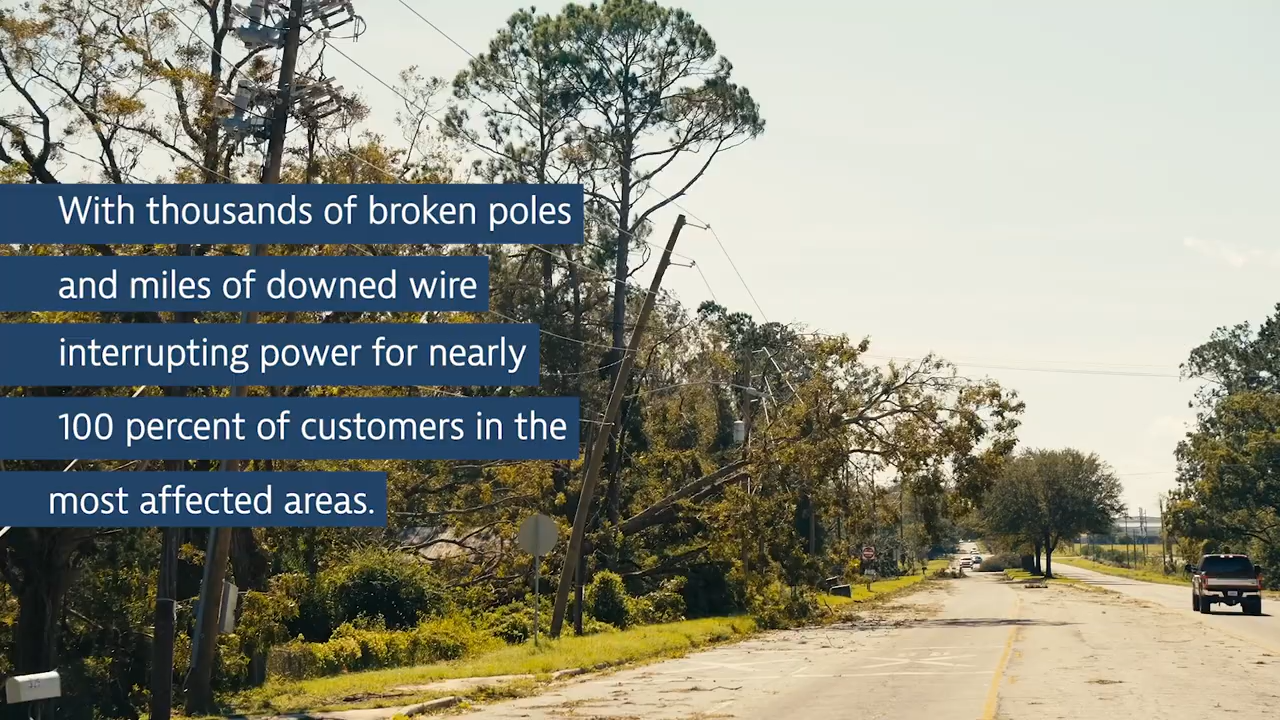 With thousands of broken poles
and miles of downed wire
interrupting power for nearly
100 percent of customers in the
most affected areas.